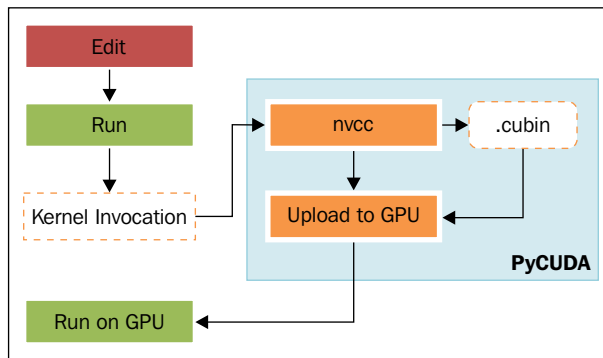 Edit
Run
Kernel Invocation
nvcc
.cubin
Upload to GPU
PyCUDA
Run on GPU